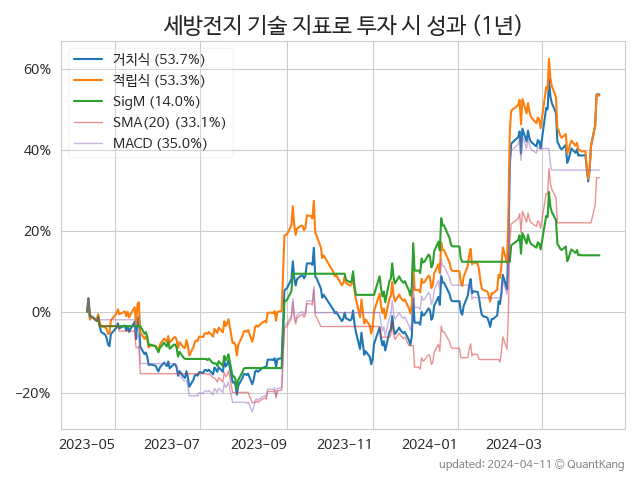 세방전지 기술 지표로 투자 시 성과 (1년)
거치식 (53.7%)
적립식 (53.3%)
SigM (14.0%)
SMA(20) (33.1%)
MACD (35.0%)
60%
40%
20%
0%
−20%
2023-05 2023-07 2023-09 2023-11 2024-01 2024-03
updated: 2024-04-11 © QuantKang